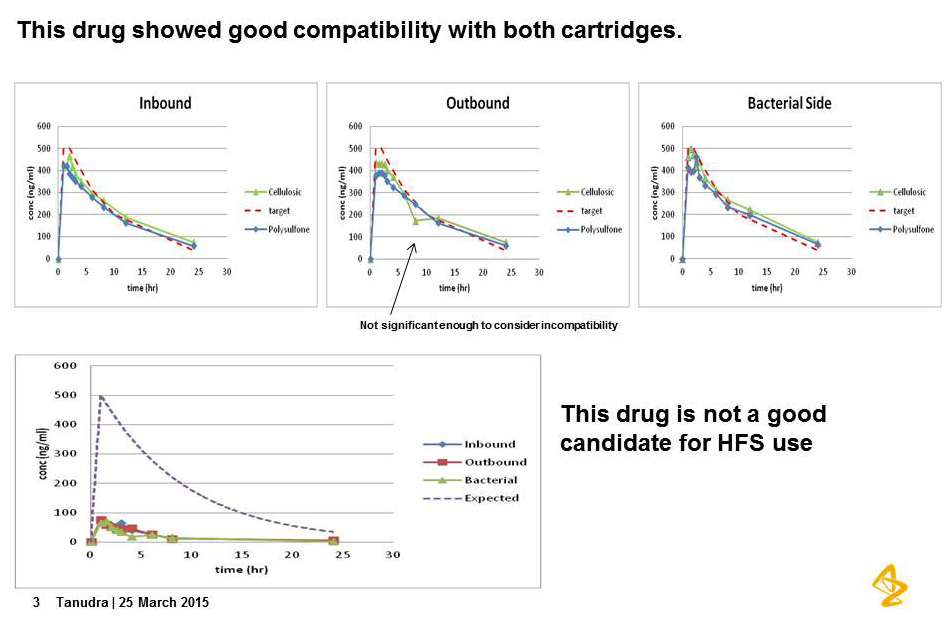 This drug showed good compatibility with both cartridges.
Inbound
600
500
400
300
200
100
0
conc (ng/mL)
0 5 10 15 20 25 30
time (hr)
Cellulosic
target
Polysulfone
Outbound
600
500
400
300
200
100
0
conc (ng/mL)
0 5 10 15 20 25 30
time (hr)
Cellulosic
target
Polysulfone
Bacterial Side
600
500
400
300
200
100
0
conc (ng/mL)
0 5 10 15 20 25 30
time (hr)
Cellulosic
target
Polysulfone
Not significant enough to consider incompatibility
600
500
400
300
200
100
0
conc (ng/ml)
0 5 10 15 20 25 30
time (hr)
Inbound
Outbound
Bacterial
Expected
This drug is not a good
candidate for HFS use
3 Tanudra | 25 March 2015